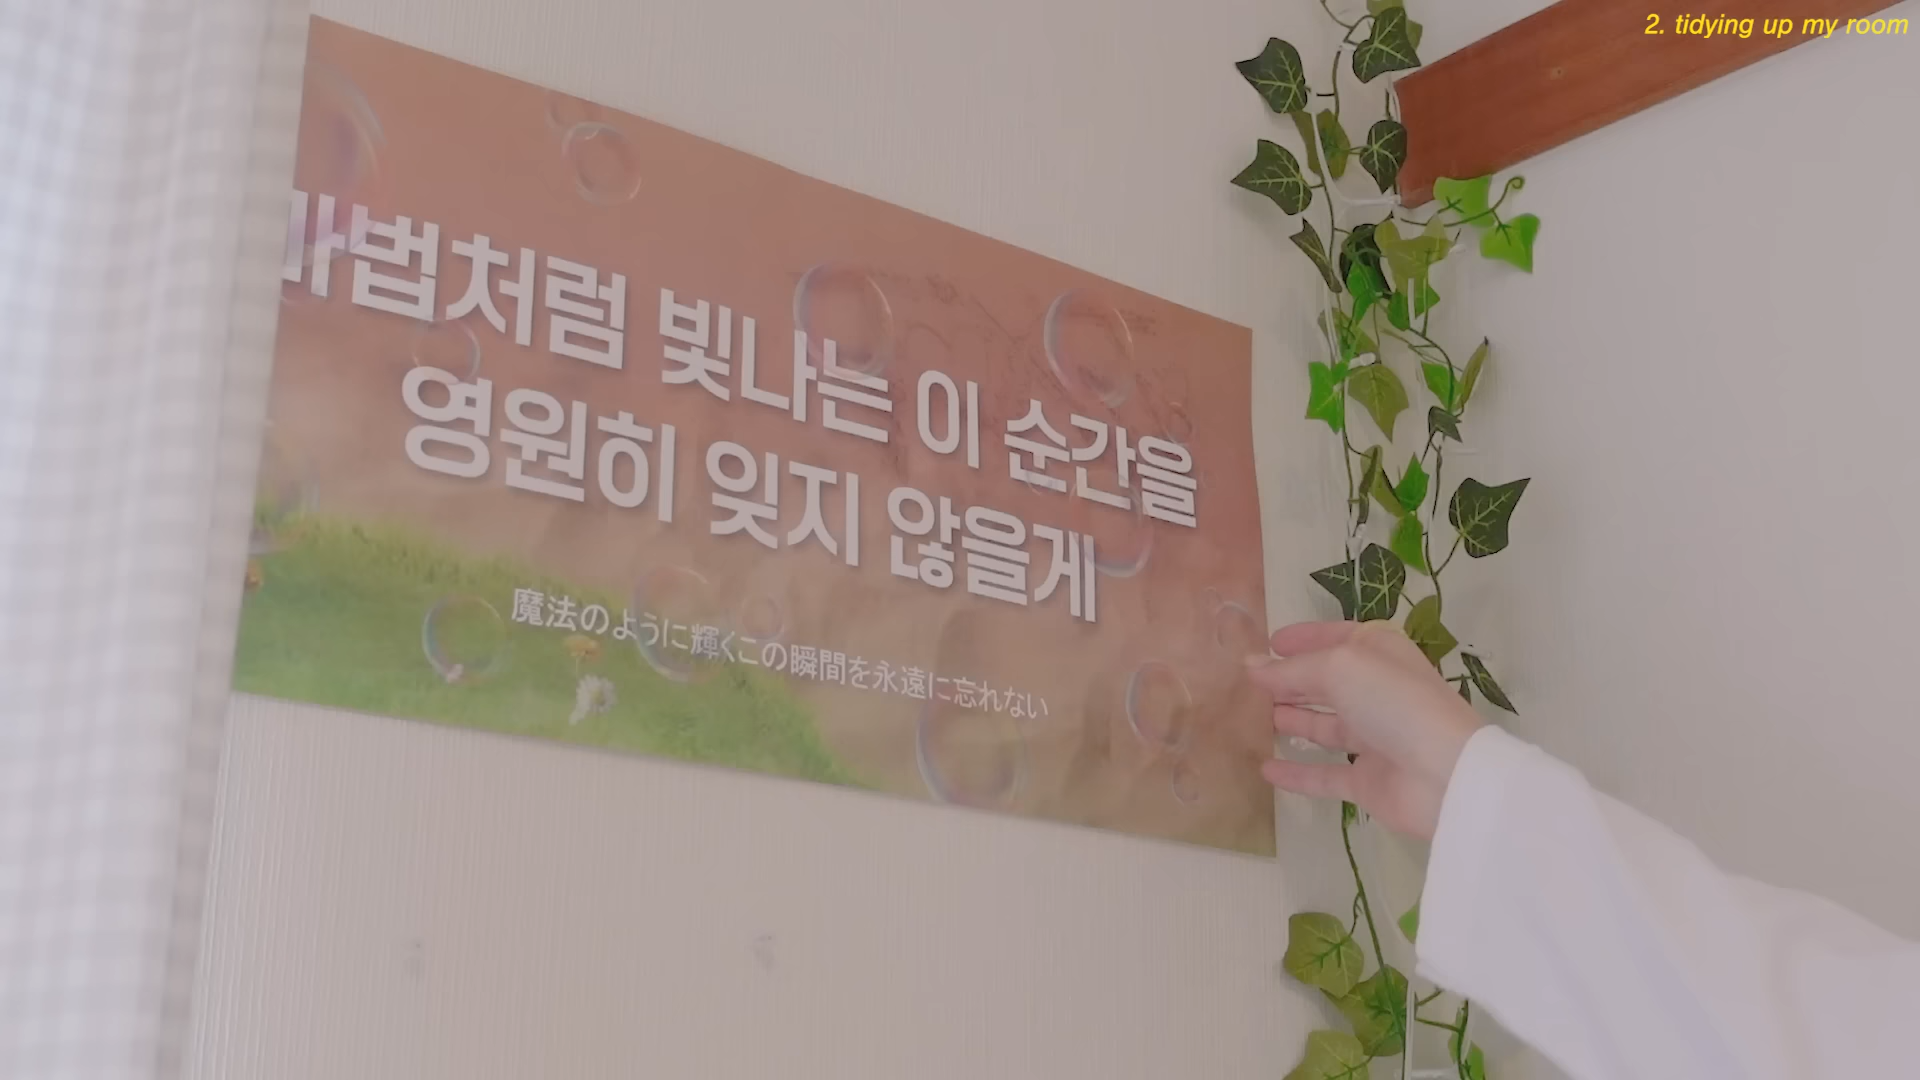 2. tidying up my room
마법처럼 빛나는 이 순간을
영원히 잊지 않을게
魔法のように輝くこの瞬間を永遠に忘れない